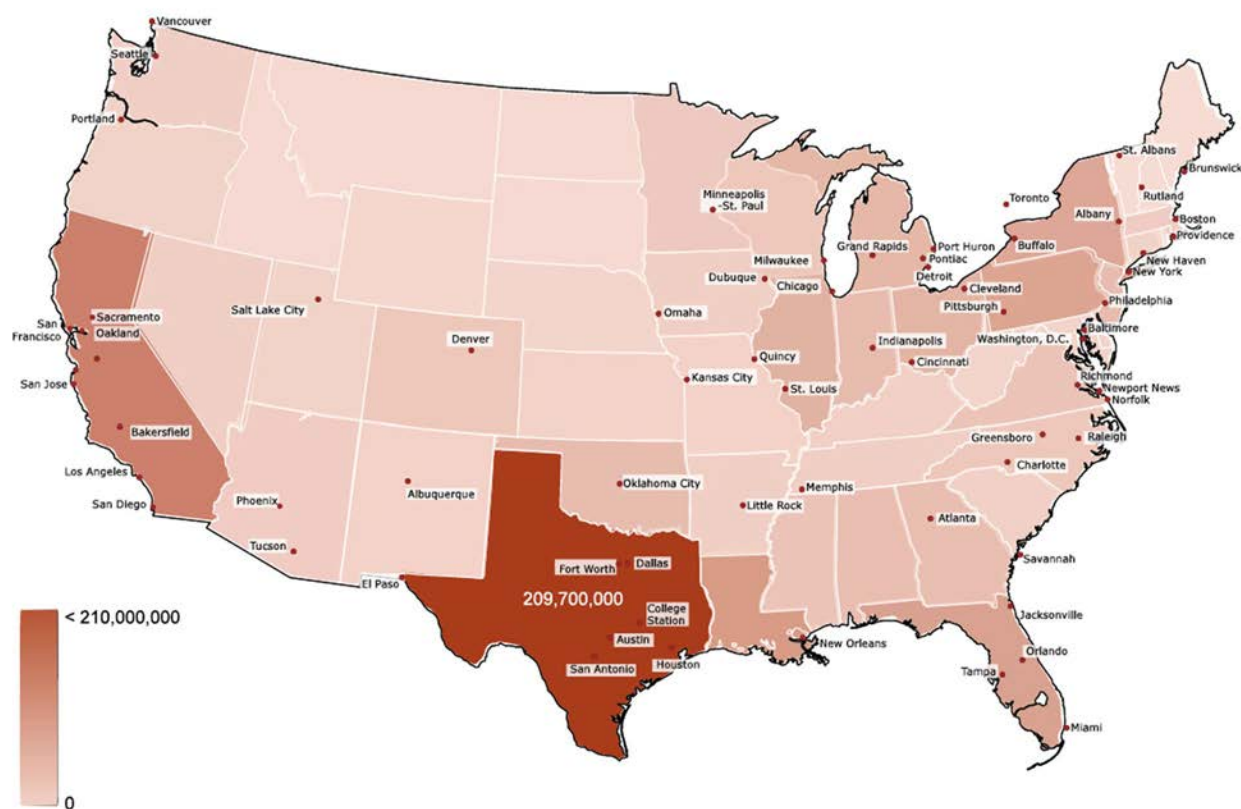 Vancouver
Seattle
Portland
St. Albans
Brunswick
Minneapolis
-St. Paul
Toronto
Rutland
Albany
Boston
Providence
Grand Rapids
Port Huron
Buffalo
Milwaukee
Pontiac
New Haven
Detroit
New York
Dubuque
Chicago
Cleveland
Salt Lake City
Pittsburgh
Philadelphia
Omaha
Sacramento
San
Francisco
Oakland
Baltimore
Denver
Indianapolis
Washington, D.C.
Quincy
Cincinnati
San Jose
Kansas City
St. Louis
Richmond
Newport News
Norfolk
Bakersfield
Greensboro
Raleigh
Charlotte
Los Angeles
Oklahoma City
Memphis
Albuquerque
San Diego
Phoenix
Little Rock
Atlanta
Tucson
Savannah
Fort Worth
Dallas
El Paso
209,700,000
College
Station
Jacksonville
< 210,000,000
Austin
New Orleans
San Antonio
Houston
Orlando
Tampa
Miami
0